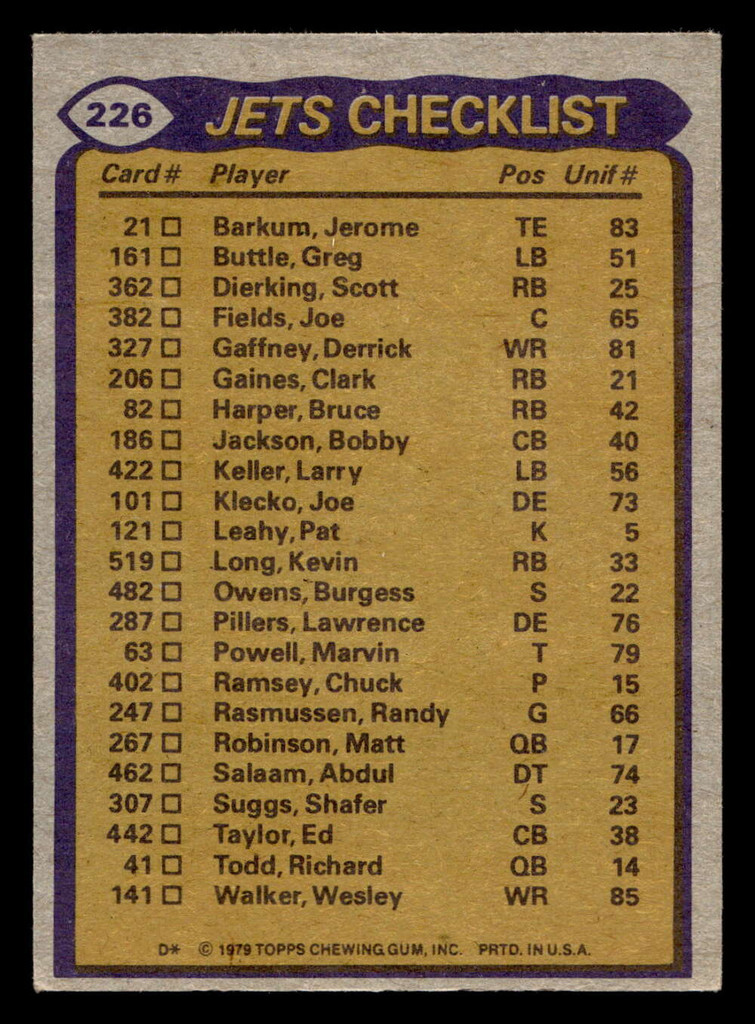 226 JETS CHECKLIST
Card # Player Pos Unif #
21 □ Barkum, Jerome TE 83
161 □ Buttle, Greg LB 51
362 □ Dierking, Scott RB 25
382 □ Fields, Joe C 65
327 □ Gaffney, Derrick WR 81
206 □ Gaines, Clark RB 21
82 □ Harper, Bruce RB 42
186 □ Jackson, Bobby CB 40
422 □ Keller, Larry LB 56
101 □ Klecko, Joe DE 73
121 □ Leahy, Pat K 5
519 □ Long, Kevin RB 33
482 □ Owens, Burgess S 22
287 □ Pillers, Lawrence DE 76
63 □ Powell, Marvin T 79
402 □ Ramsey, Chuck P 15
247 □ Rasmussen, Randy G 66
267 □ Robinson, Matt QB 17
462 □ Salaam, Abdul DT 74
307 □ Suggs, Shafer S 23
442 □ Taylor, Ed CB 38
41 □ Todd, Richard QB 14
141 □ Walker, Wesley WR 85
D* © 1979 TOPPS CHEWING GUM, INC. PRTD. IN U.S.A.